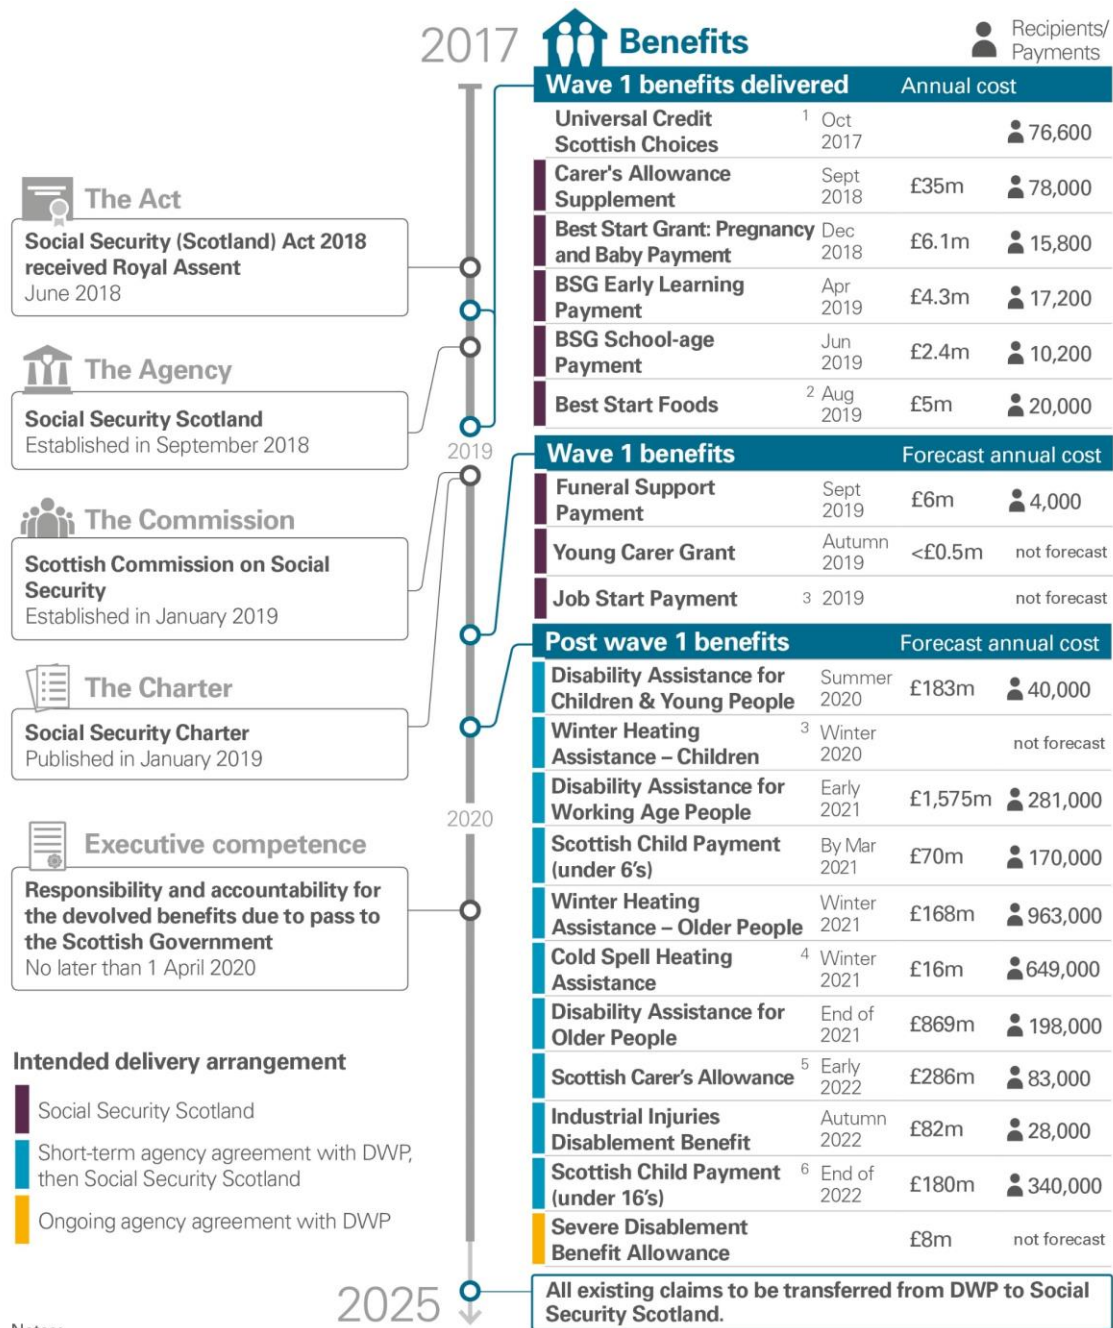 2017
Benefits
Recipients/
Payments
Wave 1 benefits delivered Annual cost
Universal Credit
Scottish Choices
1 Oct
2017
76,600
Carer's Allowance
Supplement
Sept
2018
£35m
78,000
Best Start Grant: Pregnancy
and Baby Payment
Dec
2018
£6.1m
15,800
BSG Early Learning
Payment
Apr
2019
£4.3m
17,200
BSG School-age
Payment
Jun
2019
£2.4m
10,200
Best Start Foods
2 Aug
2019
£5m
20,000
Wave 1 benefits Forecast annual cost
Funeral Support
Payment
Sept
2019
£6m
4,000
Young Carer Grant
Autumn
2019
<£0.5m
not forecast
Job Start Payment
3 2019
not forecast
Post wave 1 benefits Forecast annual cost
Disability Assistance for
Children & Young People
Summer
2020
£183m
40,000
Winter Heating
Assistance – Children
3 Winter
2020
not forecast
Disability Assistance for
Working Age People
Early
2021
£1,575m
281,000
Scottish Child Payment
(under 6's)
By Mar
2021
£70m
170,000
Winter Heating
Assistance – Older People
Winter
2021
£168m
963,000
Cold Spell Heating
Assistance
4 Winter
2021
£16m
649,000
Disability Assistance for
Older People
End of
2021
£869m
198,000
Scottish Carer's Allowance
5 Early
2022
£286m
83,000
Industrial Injuries
Disablement Benefit
Autumn
2022
£82m
28,000
Scottish Child Payment
(under 16's)
6 End of
2022
£180m
340,000
Severe Disablement
Benefit Allowance
£8m
not forecast
All existing claims to be transferred from DWP to Social
Security Scotland.
The Act
Social Security (Scotland) Act 2018
received Royal Assent
June 2018
The Agency
Social Security Scotland
Established in September 2018
2019
The Commission
Scottish Commission on Social
Security
Established in January 2019
The Charter
Social Security Charter
Published in January 2019
2020
Executive competence
Responsibility and accountability for
the devolved benefits due to pass to
the Scottish Government
No later than 1 April 2020
Intended delivery arrangement
Social Security Scotland
Short-term agency agreement with DWP,
then Social Security Scotland
Ongoing agency agreement with DWP
2025